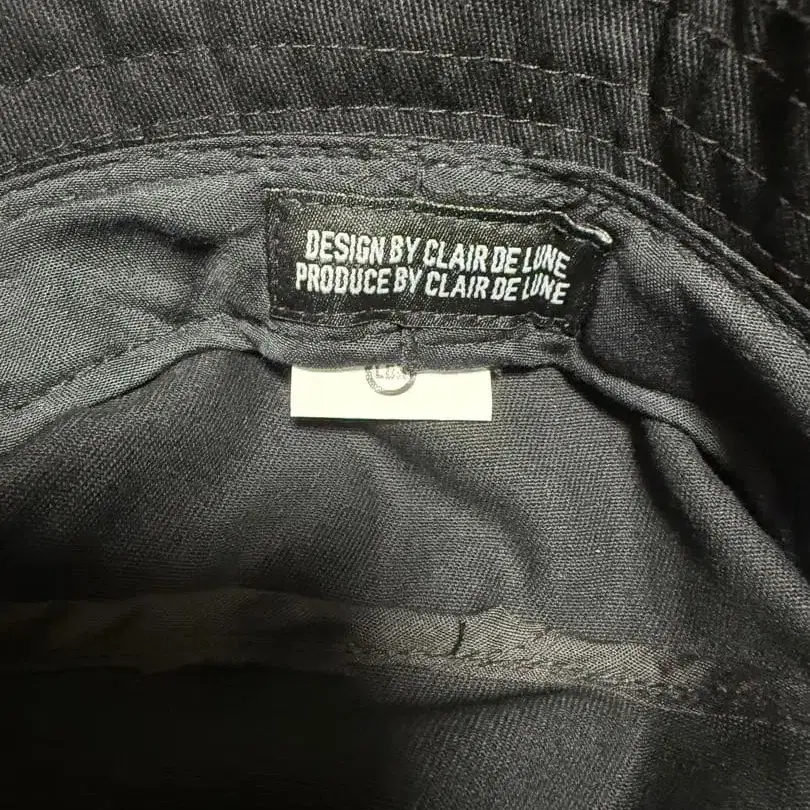 DESIGN BY CLAIR DE LUNE
PRODUCE BY CLAIR DE LUNE